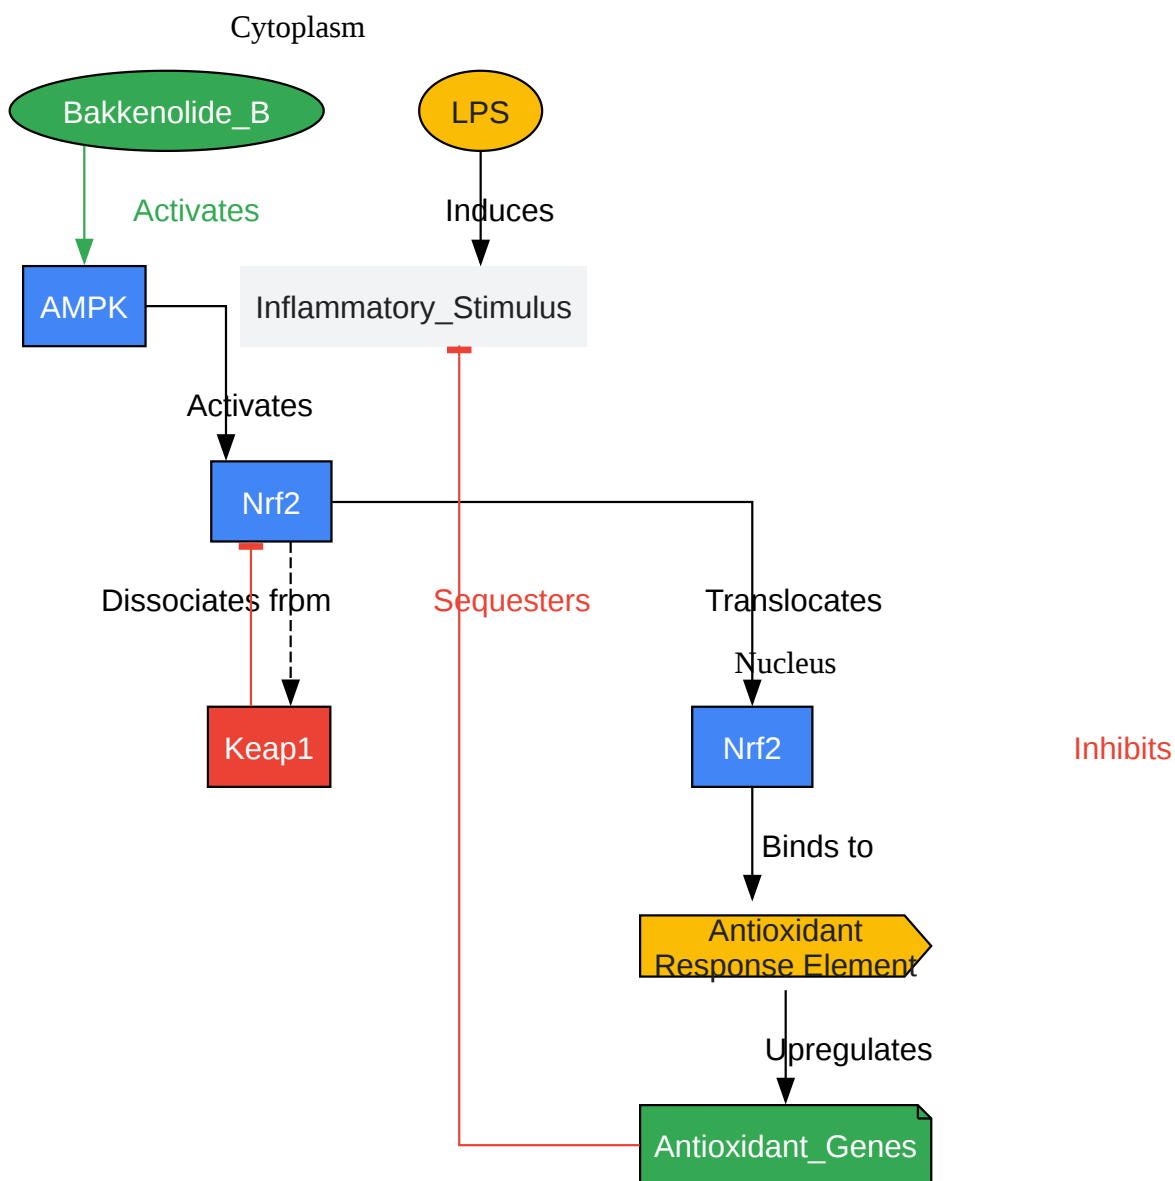 Cytoplasm
Bakkenolide_B
LPS
Activates
Induces
AMPK
Inflammatory_Stimulus
Activates
Nrf2
Dissociates from
Sequesters
Translocates
Nucleus
Keap1
Nrf2
Inhibits
Binds to
Antioxidant
Response Element
Upregulates
Antioxidant_Genes